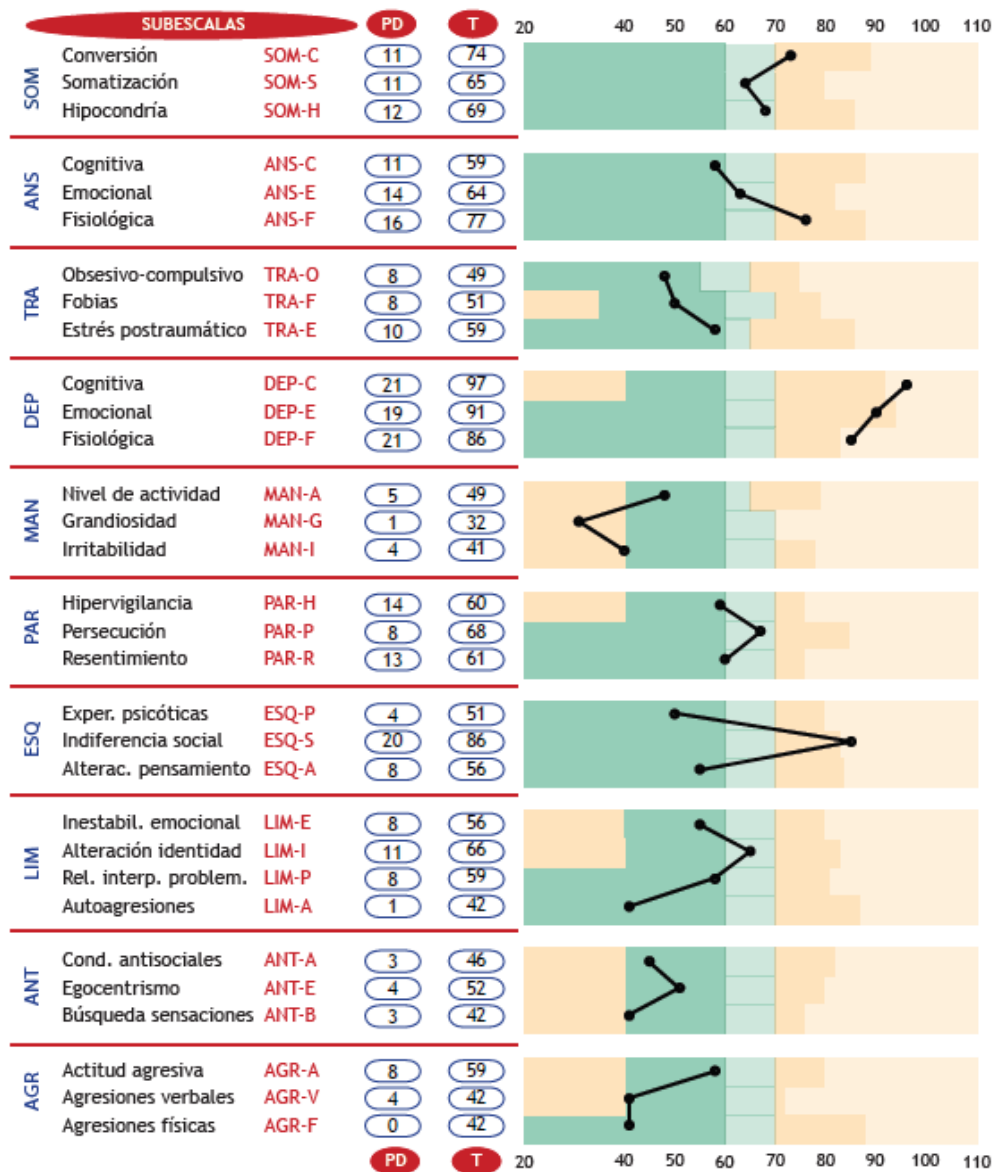 SUBESCALAS PD T 20 40 50 60 70 80 90 100 110
SOM
Conversión SOM-C 11 74
Somatización SOM-S 11 65
Hipocondría SOM-H 12 69
ANS
Cognitiva ANS-C 11 59
Emocional ANS-E 14 64
Fisiológica ANS-F 16 77
TRA
Obsesivo-compulsivo TRA-O 8 49
Fobias TRA-F 8 51
Estrés postraumático TRA-E 10 59
DEP
Cognitiva DEP-C 21 97
Emocional DEP-E 19 91
Fisiológica DEP-F 21 86
MAN
Nivel de actividad MAN-A 5 49
Grandiosidad MAN-G 1 32
Irritabilidad MAN-I 4 41
PAR
Hipervigilancia PAR-H 14 60
Persecución PAR-P 8 68
Resentimiento PAR-R 13 61
ESQ
Exper. psicóticas ESQ-P 4 51
Indiferencia social ESQ-S 20 86
Alterac. pensamiento ESQ-A 8 56
LIM
Inestabil. emocional LIM-E 8 56
Alteración identidad LIM-I 11 66
Rel. interp. problem. LIM-P 8 59
Autoagresiones LIM-A 1 42
ANT
Cond. antisociales ANT-A 3 46
Egocentrismo ANT-E 4 52
Búsqueda sensaciones ANT-B 3 42
AGR
Actitud agresiva AGR-A 8 59
Agresiones verbales AGR-V 4 42
Agresiones físicas AGR-F 0 42
PD T 20 40 50 60 70 80 90 100 110